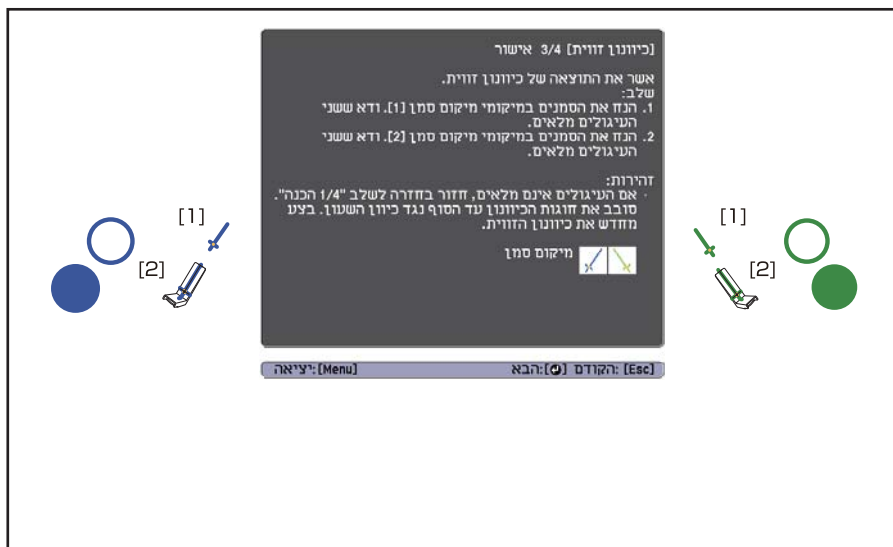 [כיוונון זווית] 3/4 אישור
אשר את התוצאה של כיוונון זווית.
שלב:
1. הנח את הסמנים במיקומי מיקום סמן [1]. ודא ששני
העיגולים מלאים.
2. הנח את הסמנים במיקומי מיקום סמן [2]. ודא ששני
העיגולים מלאים.
זהירות:
· אם העיגולים אינם מלאים, חזור בחזרה לשלב "1/4 הכנה".
סובב את חוגות הכיוונון עד הסוף נגד כיוון השעון. בצע
מחדש את כיוונון הזווית.
מיקום סמן
[1]
[2]
[1]
[2]
[Esc] :הקודם [⏎]:הבא [Menu]:יציאה